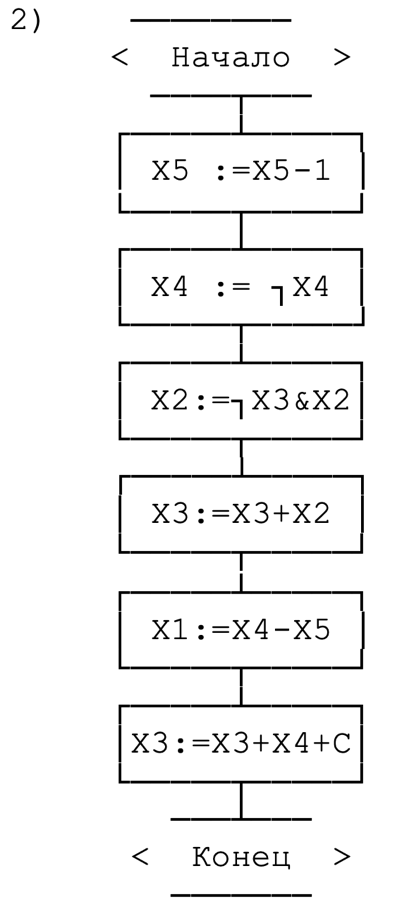 2)
< Начало >
X5 :=X5-1
X4 := ┐X4
X2:=┐X3&X2
X3:=X3+X2
X1:=X4-X5
X3:=X3+X4+C
< Конец >